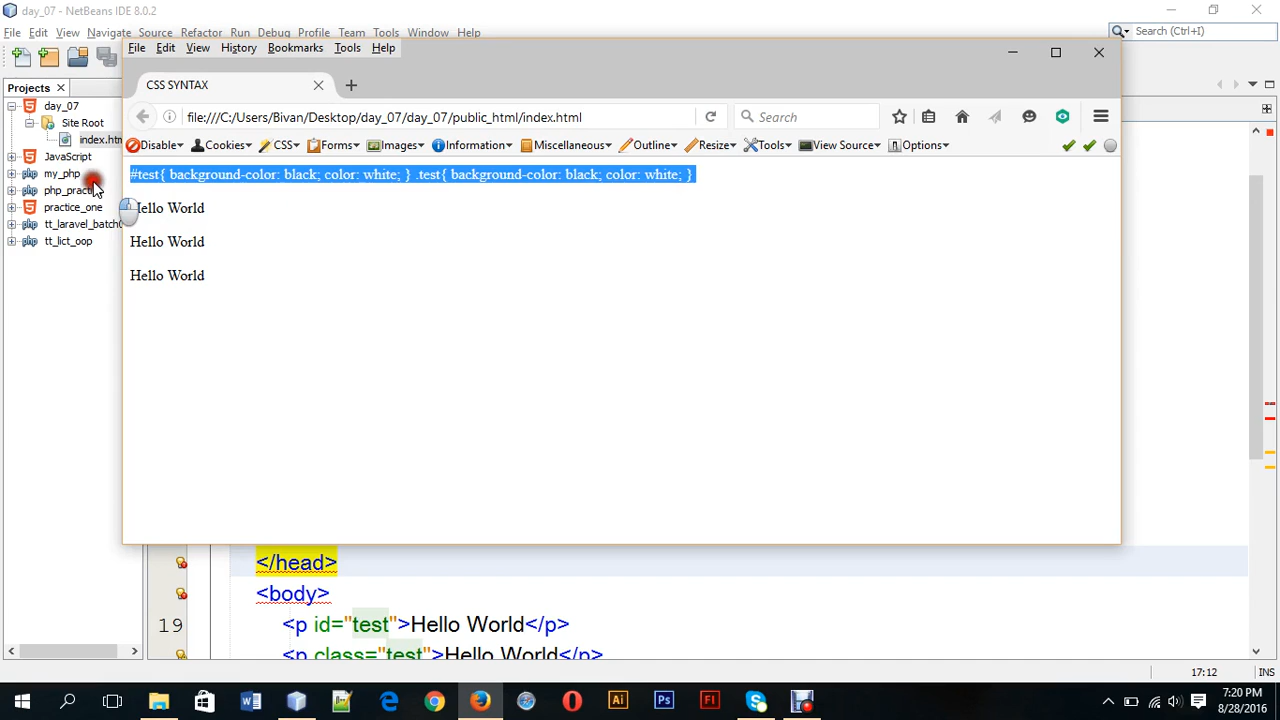 day_07 - NetBeans IDE 8.0.2
File Edit View Navigate Source Refactor Run Debug Profile Team Tools Window Help
Search (Ctrl+I)
Projects
day_07
Site Root
JavaScript
my_php
practice_one
tt_lict_oop
File Edit View History Bookmarks Tools Help
CSS SYNTAX
file:///C:/Users/Bivan/Desktop/day_07/day_07/public_html/index.html
Search
Disable Cookies CSS Forms Images Information Miscellaneous Outline Resize Tools View Source Options
#test{ background-color: black; color: white; } .test{ background-color: black; color: white; }
Hello World
Hello World
Hello World
</head>
<body>
19 <p id="test">Hello World</p>
<p class="test">Hello World</p>
17:12 INS
7:20 PM
8/28/2016